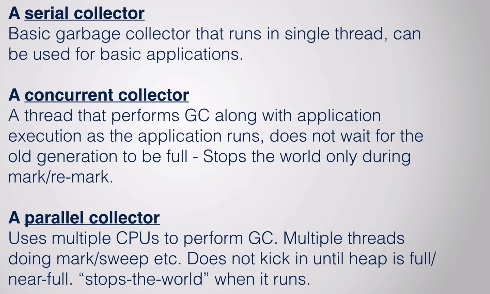 A serial collector
Basic garbage collector that runs in single thread, can
be used for basic applications.
A concurrent collector
A thread that performs GC along with application
execution as the application runs, does not wait for the
old generation to be full - Stops the world only during
mark/re-mark.
A parallel collector
Uses multiple CPUs to perform GC. Multiple threads
doing mark/sweep etc. Does not kick in until heap is full/
near-full. “stops-the-world” when it runs.